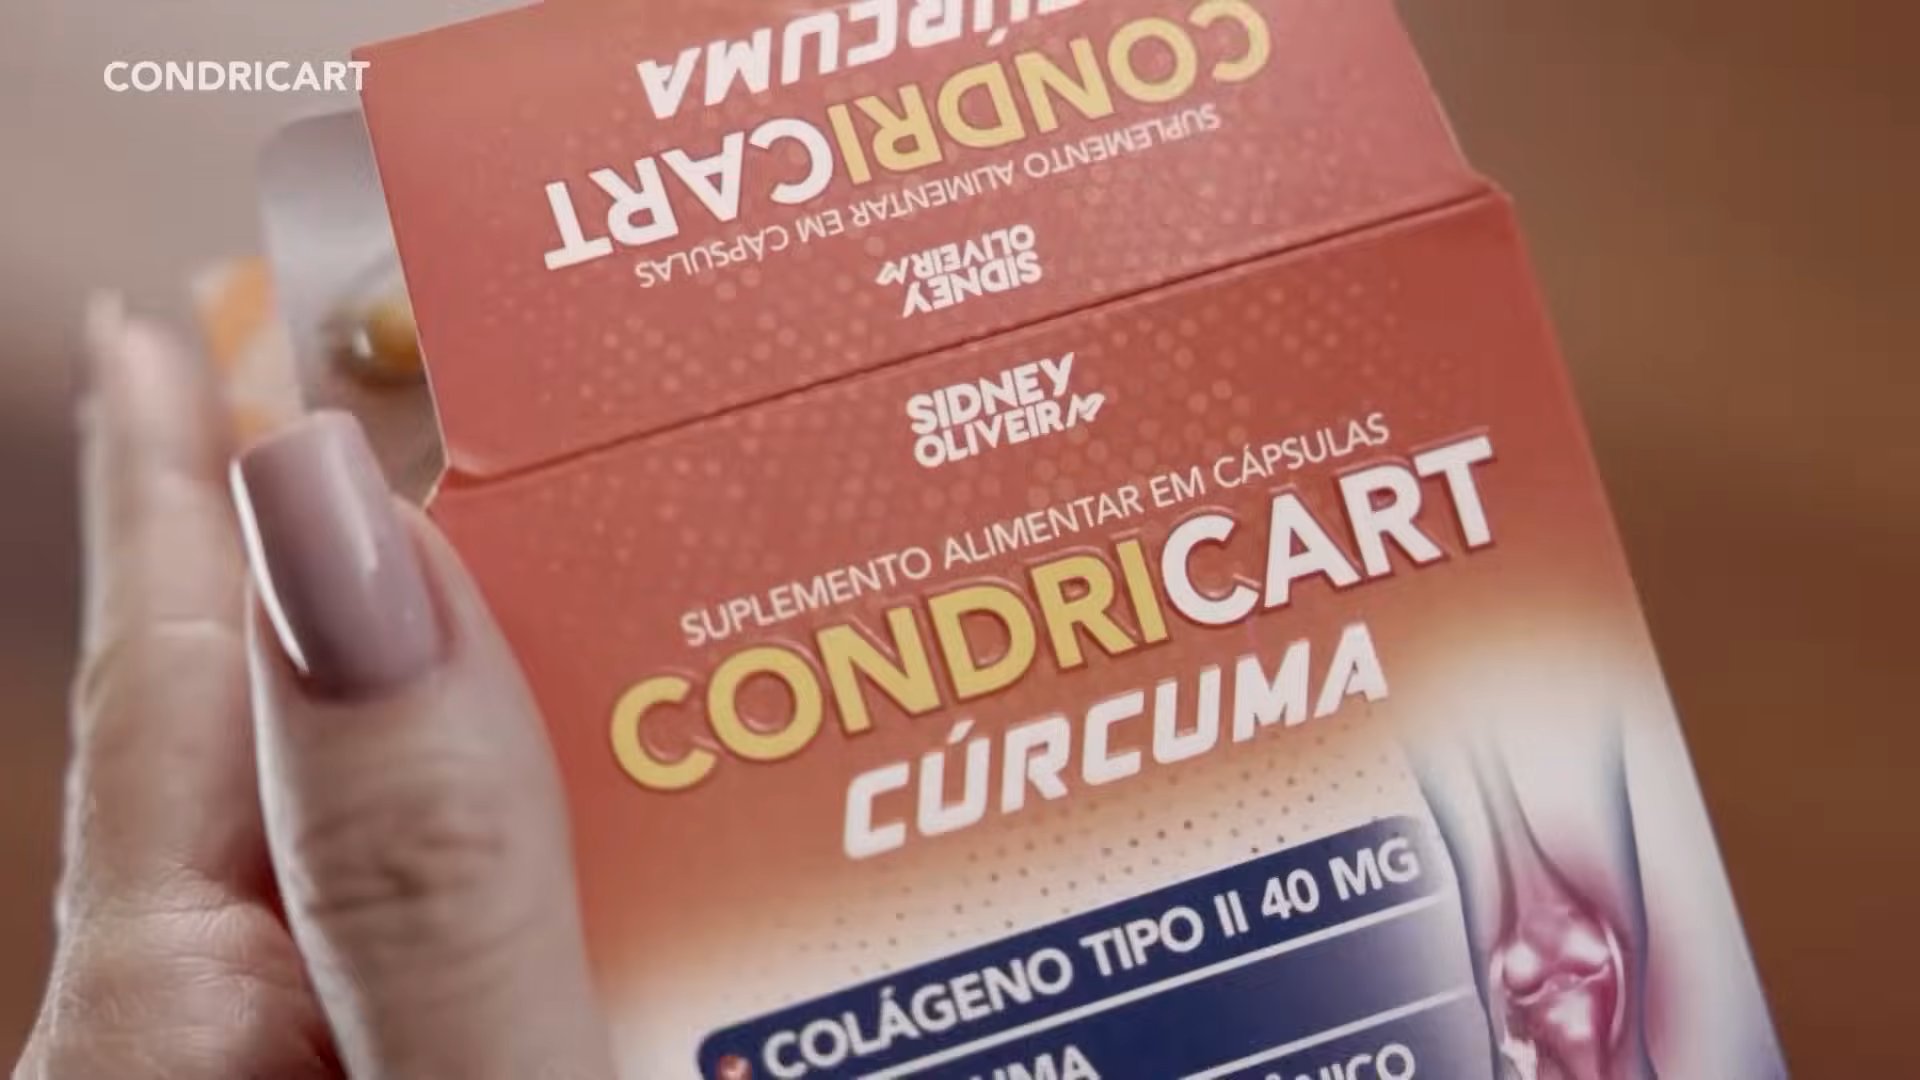 CONDRICART
CÚRCUMA
CONDRICART
SUPLEMENTO ALIMENTAR EM CÁPSULAS
SIDNEY
OLIVEIRA
SIDNEY
OLIVEIRA
SUPLEMENTO ALIMENTAR EM CÁPSULAS
CONDRICART
CÚRCUMA
COLÁGENO TIPO II 40 MG